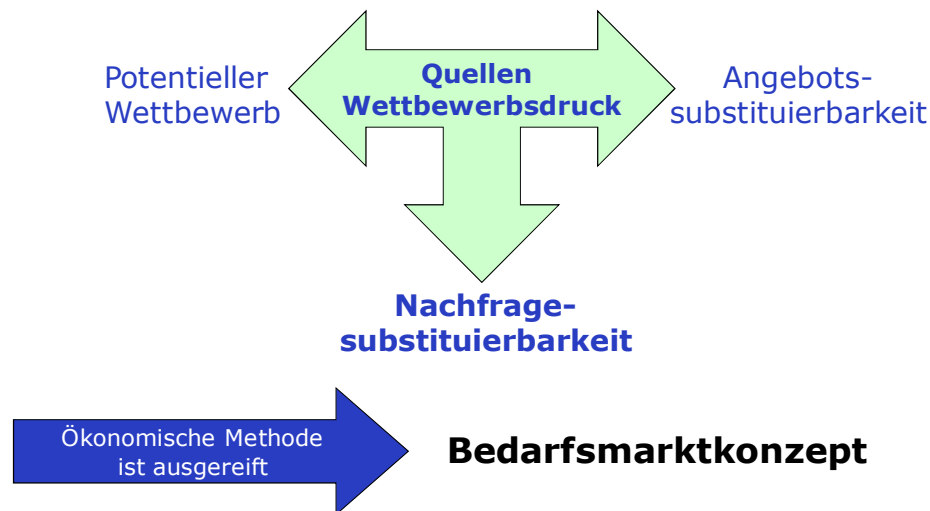 Potentieller
Wettbewerb
Quellen
Wettbewerbsdruck
Angebots-
substituierbarkeit
Nachfrage-
substituierbarkeit
Ökonomische Methode
ist ausgereift
Bedarfsmarktkonzept